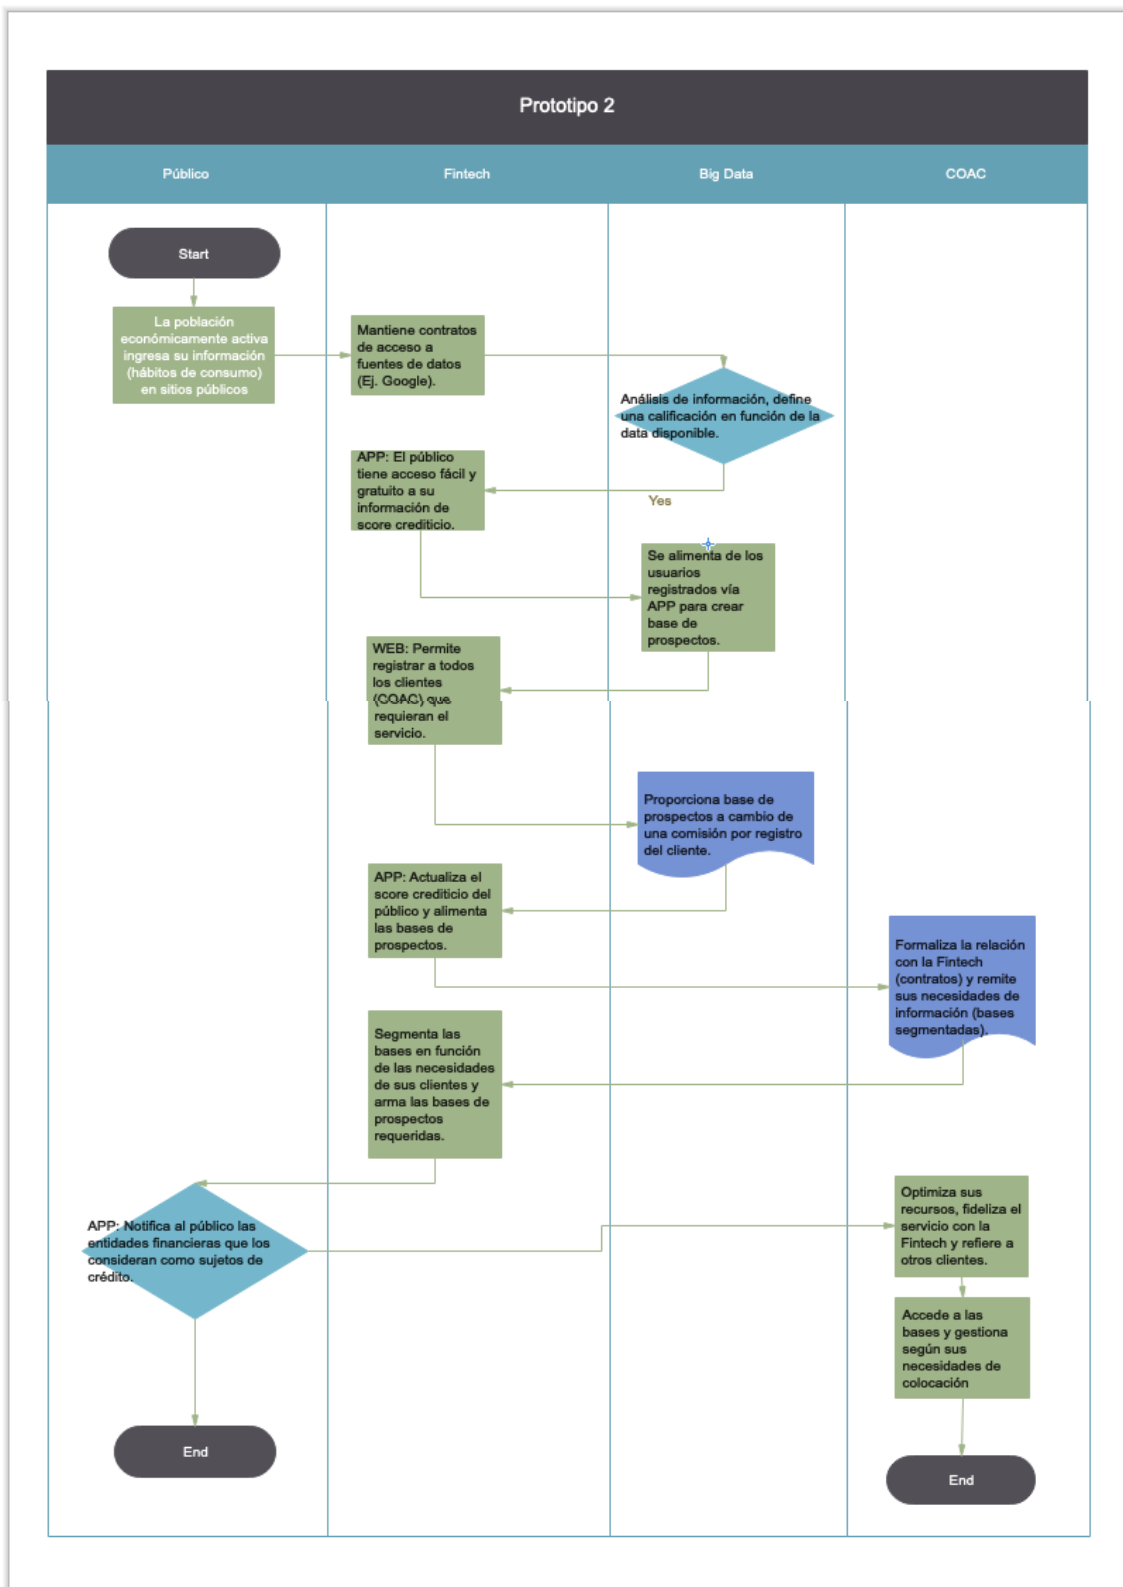 Prototipo 2
Público
Fintech
Big Data
COAC
Start
La población
económicamente activa
ingresa su información
(hábitos de consumo)
en sitios públicos
Mantiene contratos
de acceso a
fuentes de datos
(Ej. Google).
Análisis de información, define
una calificación en función de la
data disponible.
Yes
APP: El público
tiene acceso fácil y
gratuito a su
información de
score crediticio.
Se alimenta de los
usuarios
registrados vía
APP para crear
base de
prospectos.
WEB: Permite
registrar a todos
los clientes
(COAC) que
requieran el
servicio.
Proporciona base de
prospectos a cambio de
una comisión por registro
del cliente.
APP: Actualiza el
score crediticio del
público y alimenta
las bases de
prospectos.
Formaliza la relación
con la Fintech
(contratos) y remite
sus necesidades de
información (bases
segmentadas).
Segmenta las
bases en función
de las necesidades
de sus clientes y
arma las bases de
prospectos
requeridas.
APP: Notifica al público las
entidades financieras que los
consideran como sujetos de
crédito.
Optimiza sus
recursos, fideliza el
servicio con la
Fintech y refiere a
otros clientes.
Accede a las
bases y gestiona
según sus
necesidades de
colocación
End
End